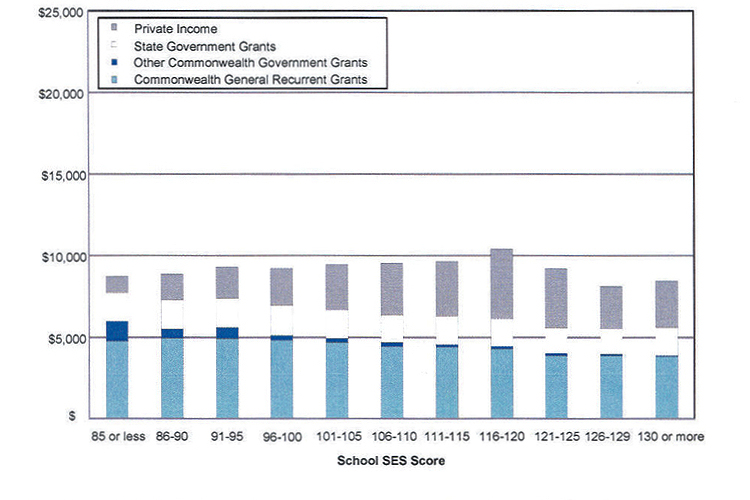 $25,000
Private Income
State Government Grants
Other Commonwealth Government Grants
Commonwealth General Recurrent Grants
$20,000
$15,000
$10,000
$5,000
$
85 or less 86-90 91-95 96-100 101-105 106-110 111-115 116-120 121-125 126-129 130 or more
School SES Score